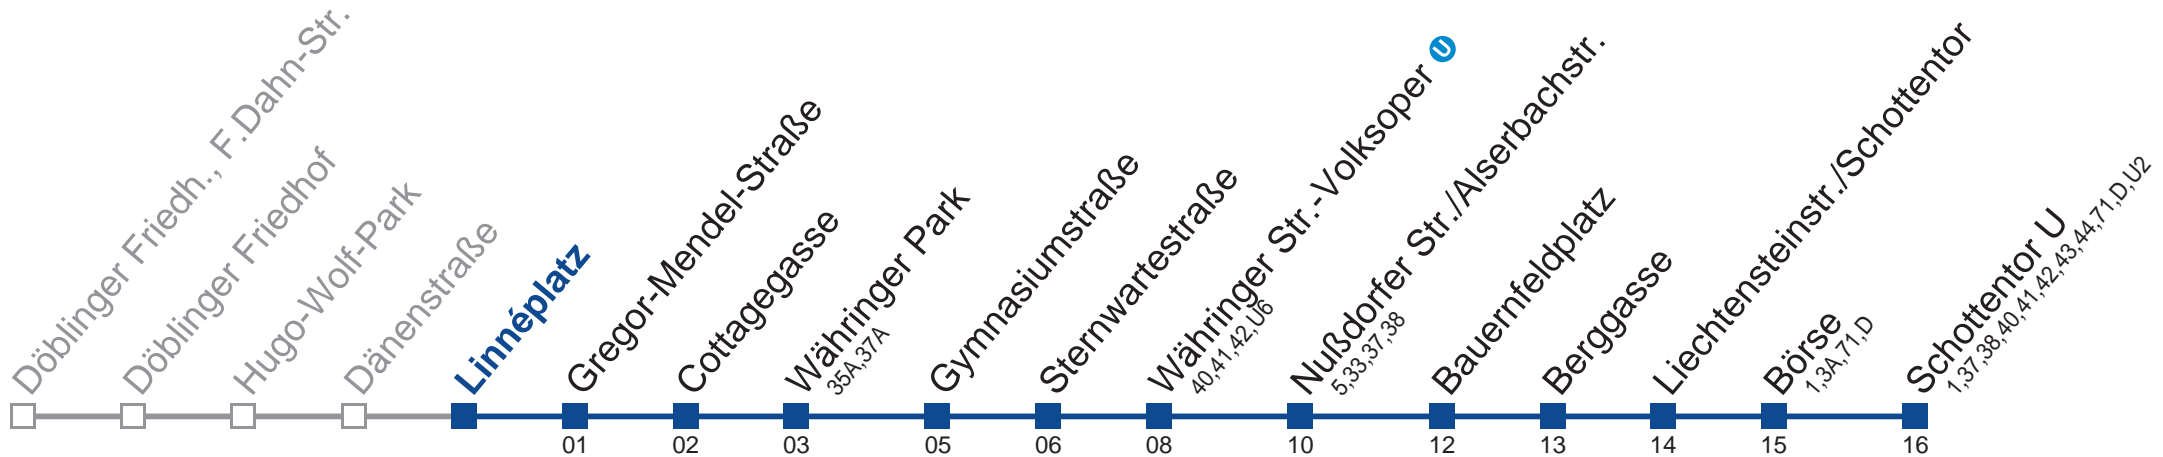 Döblinger Friedh., F.Dahn-Str.
Döblinger Friedhof
Hugo-Wolf-Park
Dänenstraße
Linnéplatz
Gregor-Mendel-Straße
01
Cottagegasse
02
Währinger Park
35A,37A
03
Gymnasiumstraße
05
Sternwartestraße
06
Währinger Str.-Volksoper U
40,41,42,U6
08
Nußdorfer Str./Alserbachstr.
5,33,37,38
10
Bauernfeldplatz
12
Berggasse
13
Liechtensteinstr./Schottentor
14
Börse
1,3A,71,D
15
Schottentor U
1,37,38,40,41,42,43,44,71,D,U2
16